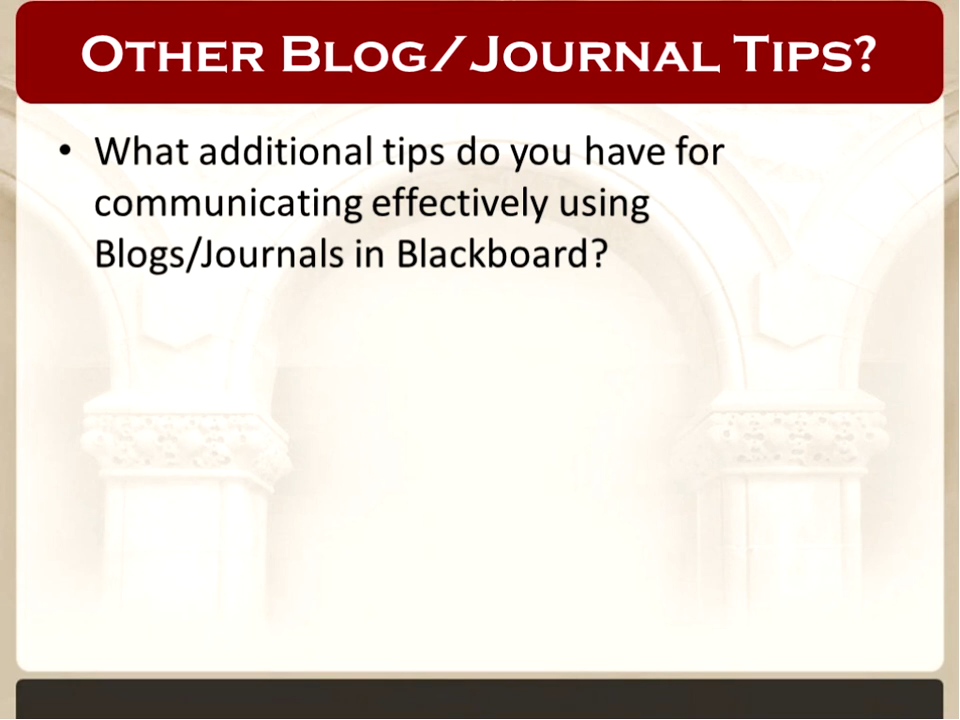 Other Blog/Journal Tips?
• What additional tips do you have for
communicating effectively using
Blogs/Journals in Blackboard?